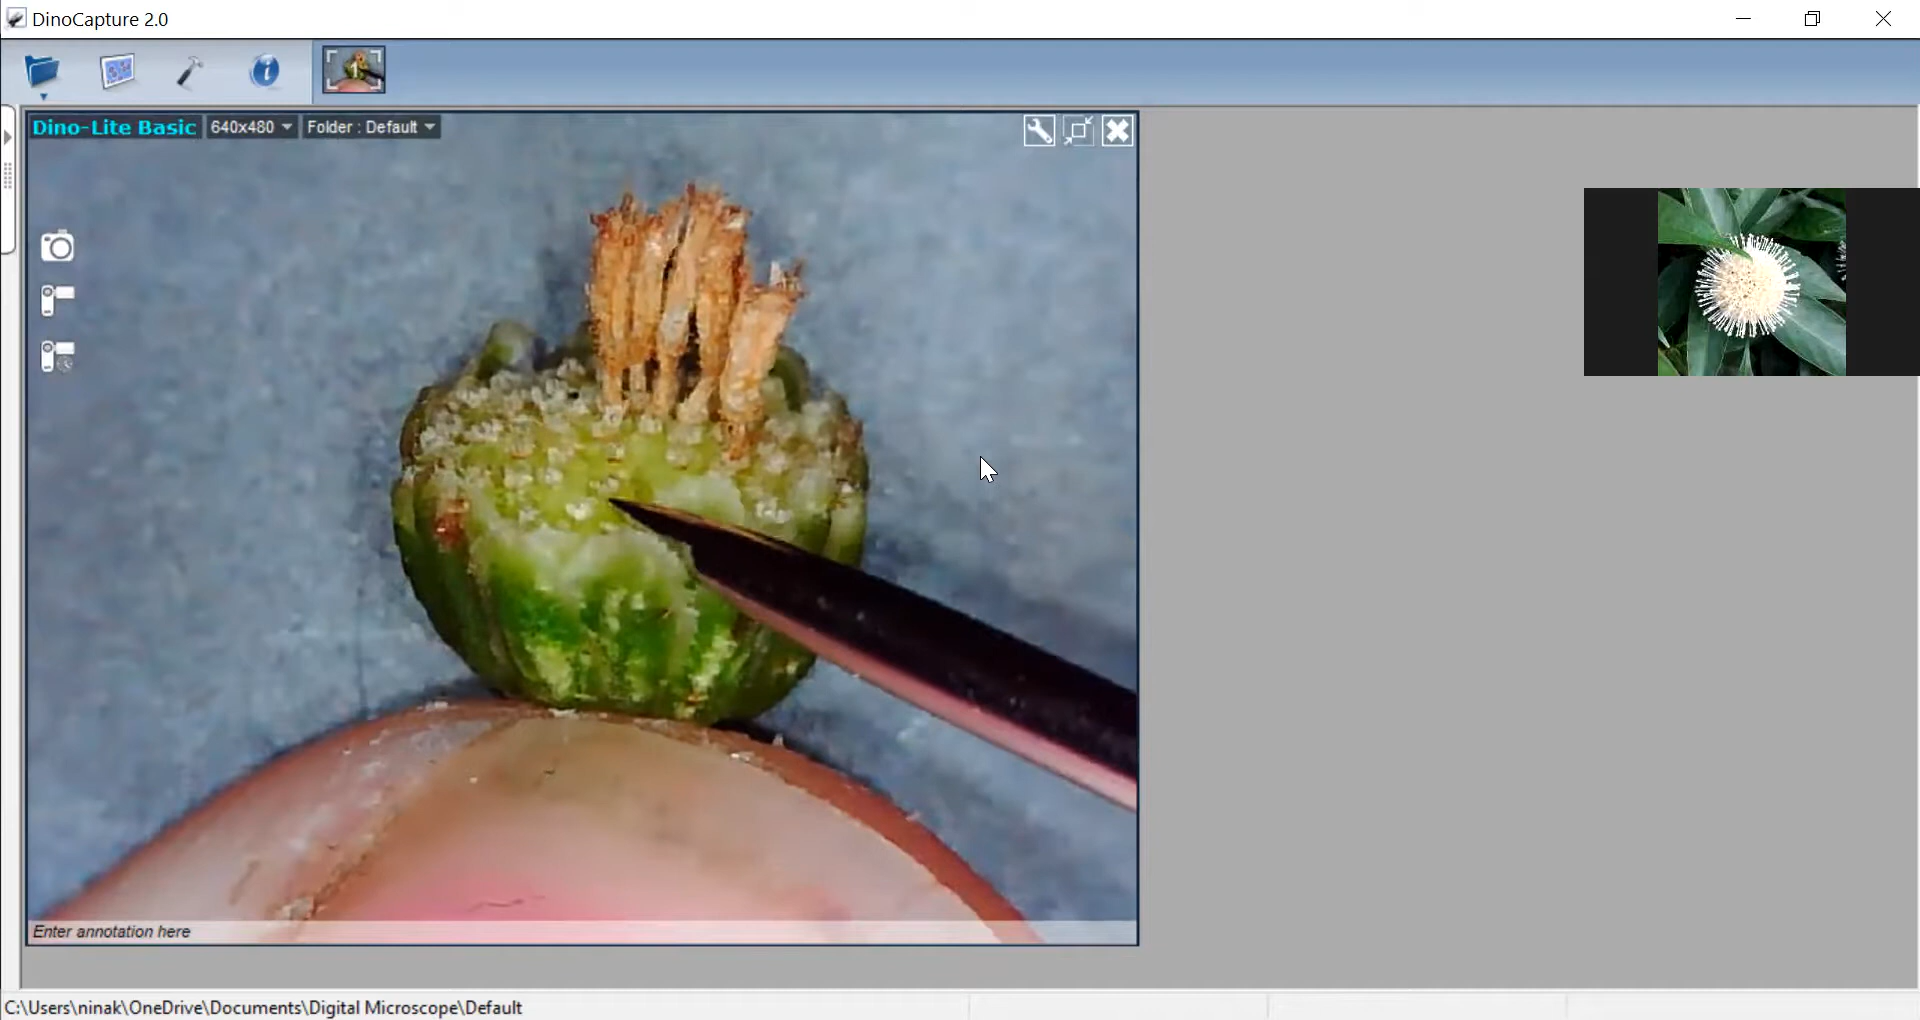 DinoCapture 2.0
1
Dino-Lite Basic 640x480 Folder : Default
Enter annotation here
C:\Users\ninak\OneDrive\Documents\Digital Microscope\Default